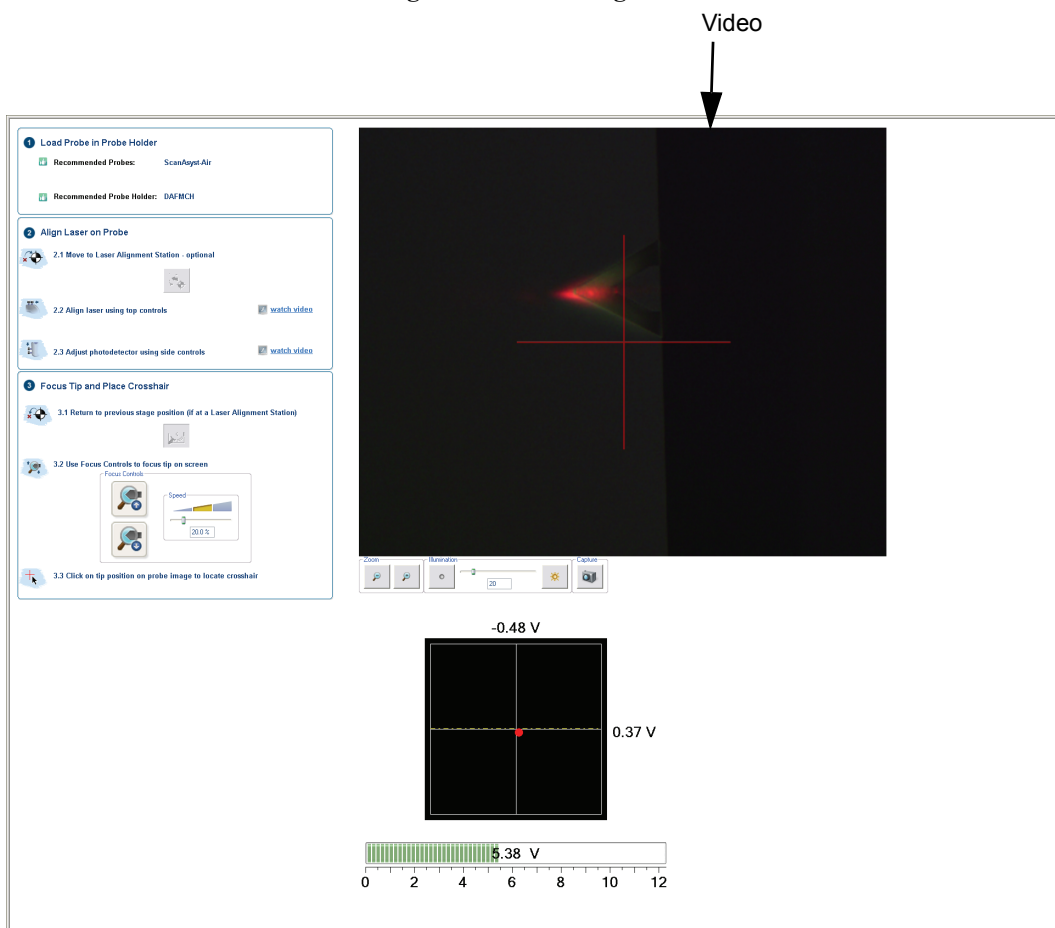 Video
1 Load Probe in Probe Holder
Recommended Probes: ScanAsyst-Air
Recommended Probe Holder: DAFMCH
2 Align Laser on Probe
2.1 Move to Laser Alignment Station - optional
2.2 Align laser using top controls watch video
2.3 Adjust photodetector using side controls watch video
3 Focus Tip and Place Crosshair
3.1 Return to previous stage position (if at a Laser Alignment Station)
3.2 Use Focus Controls to focus tip on screen
Focus Controls
Speed
20.0 %
3.3 Click on tip position on probe image to locate crosshair
Zoom Illumination Capture
20
-0.48 V
0.37 V
5.38 V
0 2 4 6 8 10 12